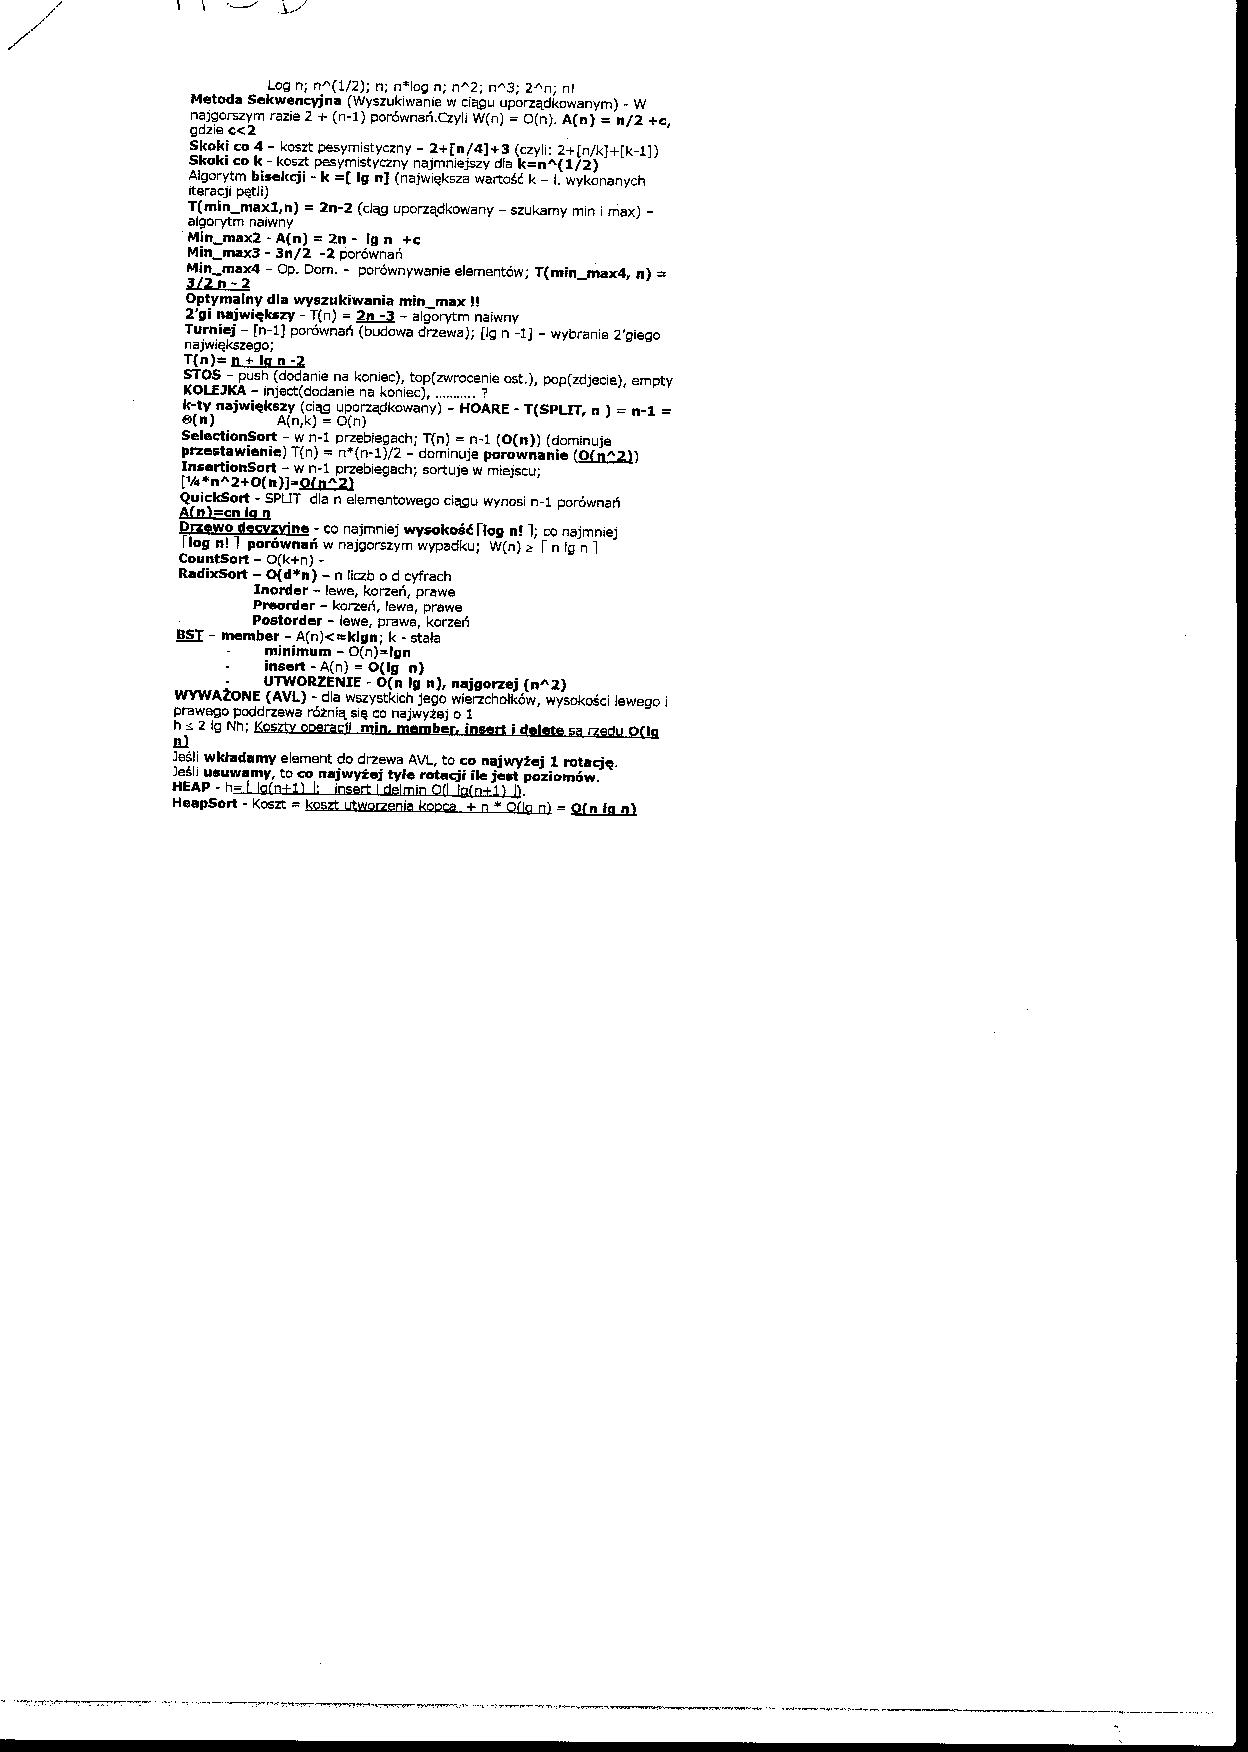 Log n; n^(1/2); n; n*log n; n^2; n^3; 2^n; n!
Metoda Sekwencyjna (Wyszukiwanie w ciągu uporządkowanym) - W
najgorszym razie 2 + (n-1) porównań.Czyli W(n) = O(n). A(n) = n/2 +c,
gdzie c<2
Skoki co 4 – koszt pesymistyczny – 2+[n/4]+3 (czyli: 2+[n/k]+[k-1])
Skoki co k - koszt pesymistyczny najmniejszy dla k=n^(1/2)
Algorytm bisekcji - k =[ lg n] (największa wartość k – l. wykonanych
iteracji pętli)
T(min_max1,n) = 2n-2 (ciąg uporządkowany – szukamy min i max) –
algorytm naiwny
Min_max2 - A(n) = 2n - lg n +c
Min_max3 - 3n/2 -2 porównań
Min_max4 – Op. Dom. - porównywanie elementów; T(min_max4, n) =
3/2 n - 2
Optymalny dla wyszukiwania min_max !!
2'gi największy - T(n) = 2n -3 – algorytm naiwny
Turniej – [n-1] porównań (budowa drzewa); [lg n -1] – wybranie 2'giego
największego;
T(n)= n + lg n -2
STOS – push (dodanie na koniec), top(zwrocenie ost.), pop(zdjecie), empty
KOLEJKA – inject(dodanie na koniec), ........... ?
k-ty największy (ciąg uporządkowany) – HOARE - T(SPLIT, n ) = n-1 =
Θ(n) A(n,k) = O(n)
SelectionSort – w n-1 przebiegach; T(n) = n-1 (O(n)) (dominuje
przestawienie) T(n) = n*(n-1)/2 – dominuje porownanie (O(n^2))
InsertionSort – w n-1 przebiegach; sortuje w miejscu;
[¼*n^2+O(n)]=O(n^2)
QuickSort - SPLIT dla n elementowego ciągu wynosi n-1 porównań
A(n)=cn lg n
Drzewo decyzyjne - co najmniej wysokość⌈log n! ⌉; co najmniej
⌈log n! ⌉ porównań w najgorszym wypadku; W(n) ≥ ⌈ n lg n ⌉
CountSort – O(k+n) -
RadixSort – O(d*n) – n liczb o d cyfrach
Inorder – lewe, korzeń, prawe
Preorder – korzeń, lewe, prawe
Postorder – lewe, prawe, korzeń
BST – member – A(n)<=klgn; k - stała
- minimum – O(n)=lgn
- insert - A(n) = O(lg n)
- UTWORZENIE - O(n lg n), najgorzej (n^2)
WYWAŻONE (AVL) - dla wszystkich jego wierzchołków, wysokości lewego i
prawego poddrzewa różnią się co najwyżej o 1
h ≤ 2 lg Nh; Koszty operacji min, member, insert i delete są rzędu O(lg
n)
Jeśli wkładamy element do drzewa AVL, to co najwyżej 1 rotację.
Jeśli usuwamy, to co najwyżej tyle rotacji ile jest poziomów.
HEAP - h=⌈ lg(n+1) ⌉; insert i delmin O(⌈ lg(n+1) ⌉).
HeapSort - Koszt = koszt utworzenia kopca + n * O(lg n) = O(n lg n)